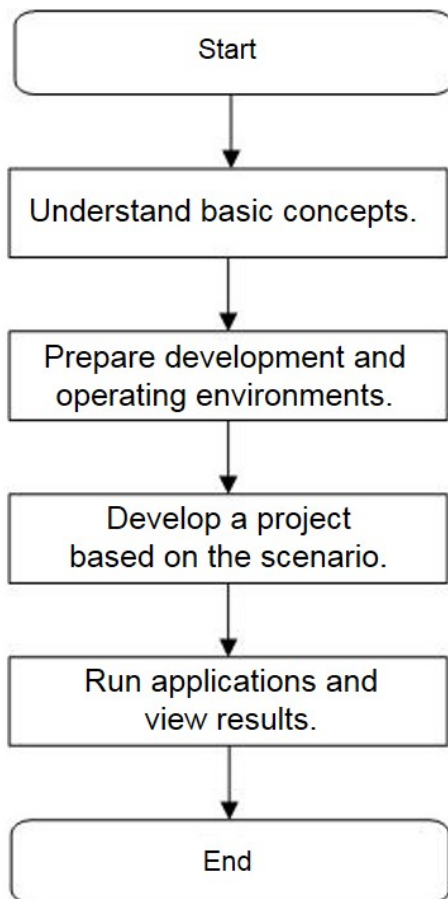 Start
Understand basic concepts.
Prepare development and
operating environments.
Develop a project
based on the scenario.
Run applications and
view results.
End